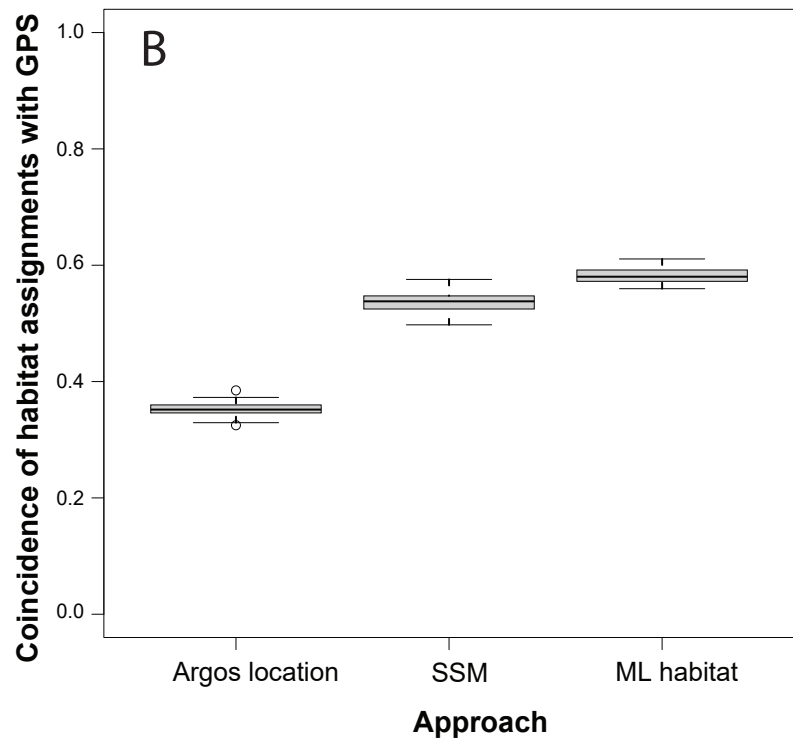 B
Coincidence of habitat assignments with GPS
1.0
0.8
0.6
0.4
0.2
0.0
Argos location
SSM
ML habitat
Approach